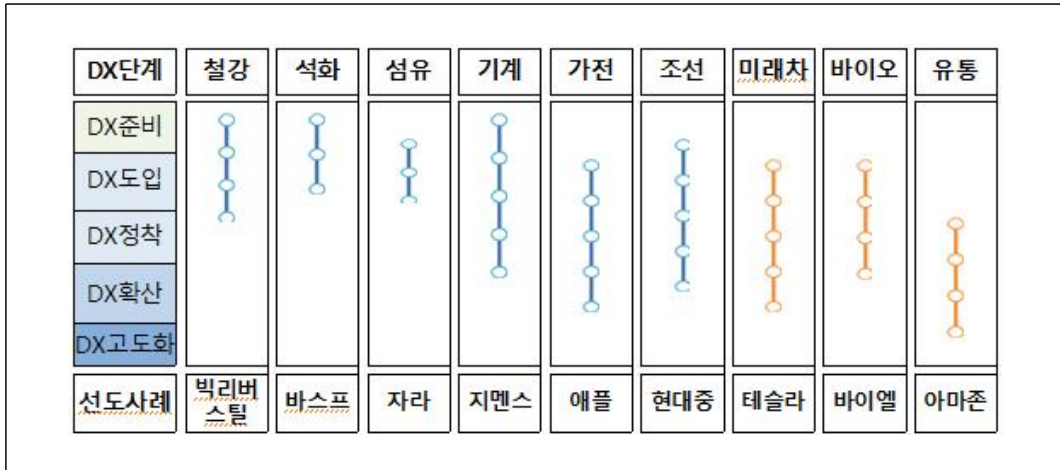 DX단계 철강 석화 섬유 기계 가전 조선 미래차 바이오 유통
DX준비
DX도입
DX정착
DX확산
DX고도화
선도사례 빅리버 스틸 바스프 자라 지멘스 애플 현대중 테슬라 바이엘 아마존